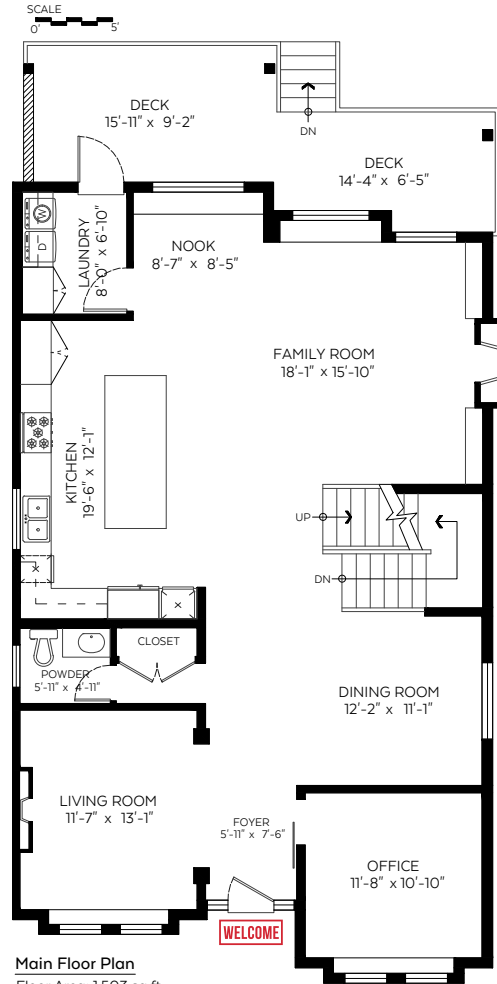 SCALE
0' 5'
DECK
15'-11" x 9'-2"
DN
DECK
14'-4" x 6'-5"
W
D
LAUNDRY
8'-0" x 6'-10"
NOOK
8'-7" x 8'-5"
FAMILY ROOM
18'-1" x 15'-10"
KITCHEN
19'-6" x 12'-1"
UP
DN
x
x
CLOSET
POWDER
5'-11" x 4'-11"
DINING ROOM
12'-2" x 11'-1"
LIVING ROOM
11'-7" x 13'-1"
FOYER
5'-11" x 7'-6"
OFFICE
11'-8" x 10'-10"
WELCOME
Main Floor Plan